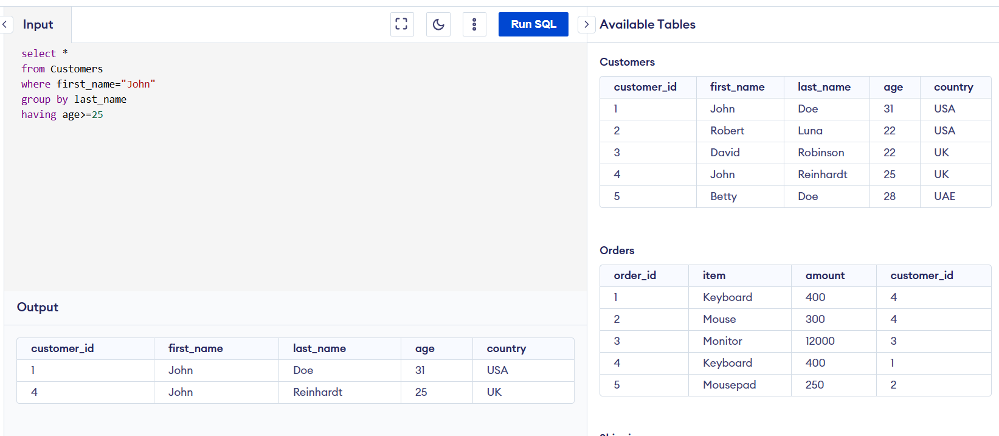 Input
Run SQL
select *
from Customers
where first_name="John"
group by last_name
having age>=25
Output
customer_id first_name last_name age country
1 John Doe 31 USA
4 John Reinhardt 25 UK
Available Tables
Customers
customer_id first_name last_name age country
1 John Doe 31 USA
2 Robert Luna 22 USA
3 David Robinson 22 UK
4 John Reinhardt 25 UK
5 Betty Doe 28 UAE
Orders
order_id item amount customer_id
1 Keyboard 400 4
2 Mouse 300 4
3 Monitor 12000 3
4 Keyboard 400 1
5 Mousepad 250 2